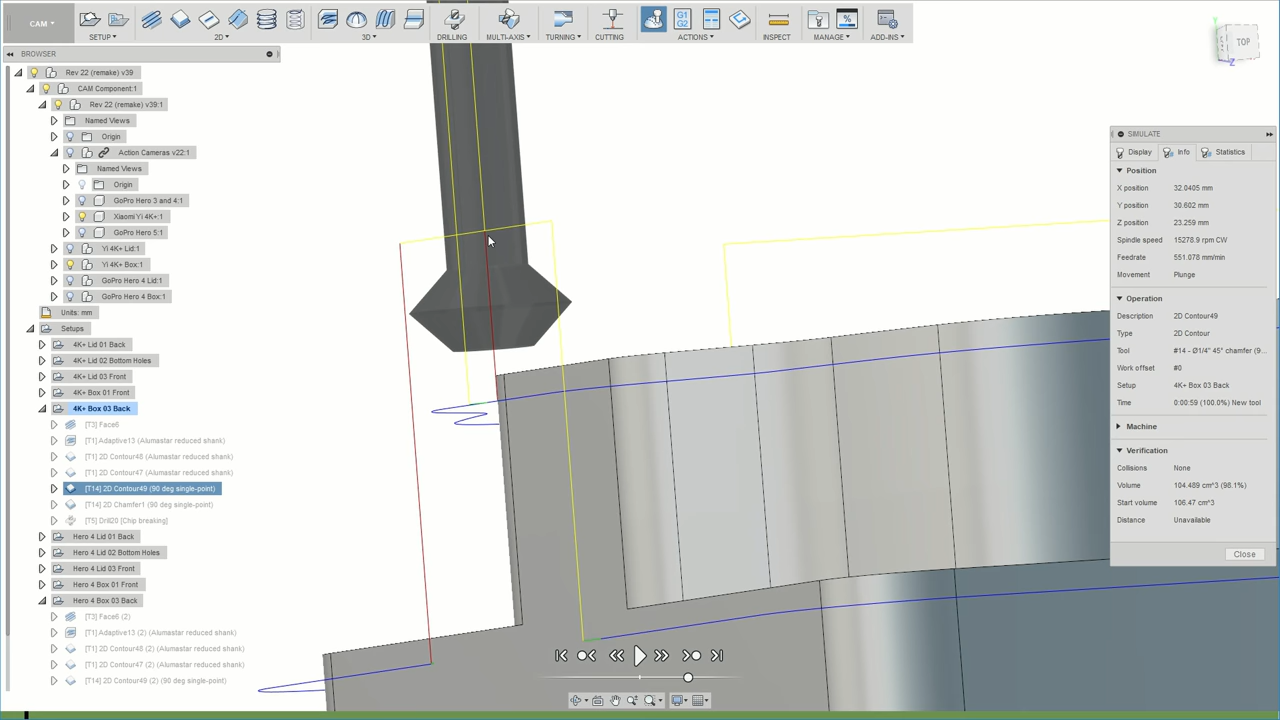 CAM
SETUP
2D
3D
DRILLING
MULTI-AXIS
TURNING
CUTTING
G1
G2
ACTIONS
INSPECT
MANAGE
ADD-INS
BROWSER
TOP
Rev 22 (remake) v39
CAM Component:1
Rev 22 (remake) v39:1
Named Views
Origin
Action Cameras v22:1
Named Views
Origin
GoPro Hero 3 and 4:1
Xiaomi Yi 4K+:1
GoPro Hero 5:1
Yi 4K+ Lid:1
Yi 4K+ Box:1
GoPro Hero 4 Lid:1
GoPro Hero 4 Box:1
Units: mm
Setups
4K+ Lid 01 Back
4K+ Lid 02 Bottom Holes
4K+ Lid 03 Front
4K+ Box 01 Front
4K+ Box 03 Back
[T3] Face6
[T1] Adaptive13 (Alumastar reduced shank)
[T1] 2D Contour48 (Alumastar reduced shank)
[T1] 2D Contour47 (Alumastar reduced shank)
[T14] 2D Contour49 (90 deg single-point)
[T14] 2D Chamfer1 (90 deg single-point)
[T5] Drill20 [Chip breaking]
Hero 4 Lid 01 Back
Hero 4 Lid 02 Bottom Holes
Hero 4 Lid 03 Front
Hero 4 Box 01 Front
Hero 4 Box 03 Back
[T3] Face6 (2)
[T1] Adaptive13 (2) (Alumastar reduced shank)
[T1] 2D Contour48 (2) (Alumastar reduced shank)
[T1] 2D Contour47 (2) (Alumastar reduced shank)
[T14] 2D Contour49 (2) (90 deg single-point)
SIMULATE
Display Info Statistics
Position
X position 32.0405 mm
Y position 30.602 mm
Z position 23.259 mm
Spindle speed 15278.9 rpm CW
Feedrate 551.078 mm/min
Movement Plunge
Operation
Description 2D Contour49
Type 2D Contour
Tool #14 - Ø1/4" 45° chamfer (9...
Work offset #0
Setup 4K+ Box 03 Back
Time 0:00:59 (100.0%) New tool
Machine
Verification
Collisions None
Volume 104.489 cm^3 (98.1%)
Start volume 106.47 cm^3
Distance Unavailable
Close